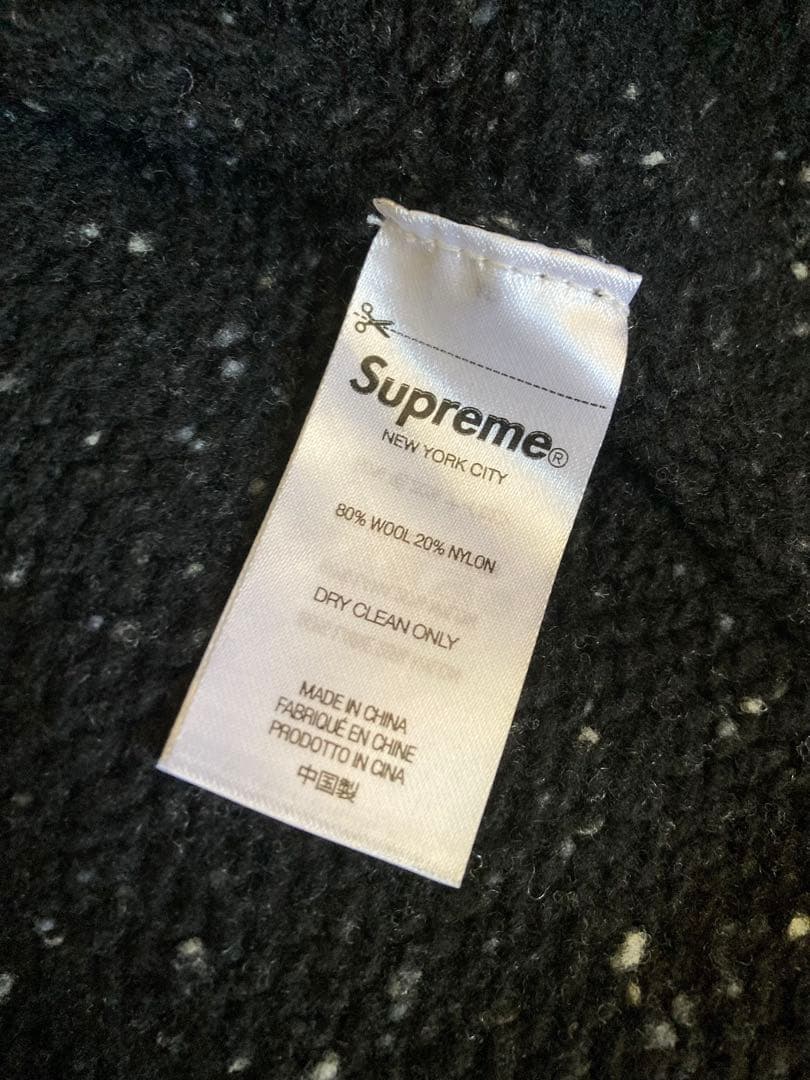 Supreme®
NEW YORK CITY
80% WOOL 20% NYLON
DRY CLEAN ONLY
MADE IN CHINA
FABRIQUÉ EN CHINE
PRODOTTO IN CINA
中国製